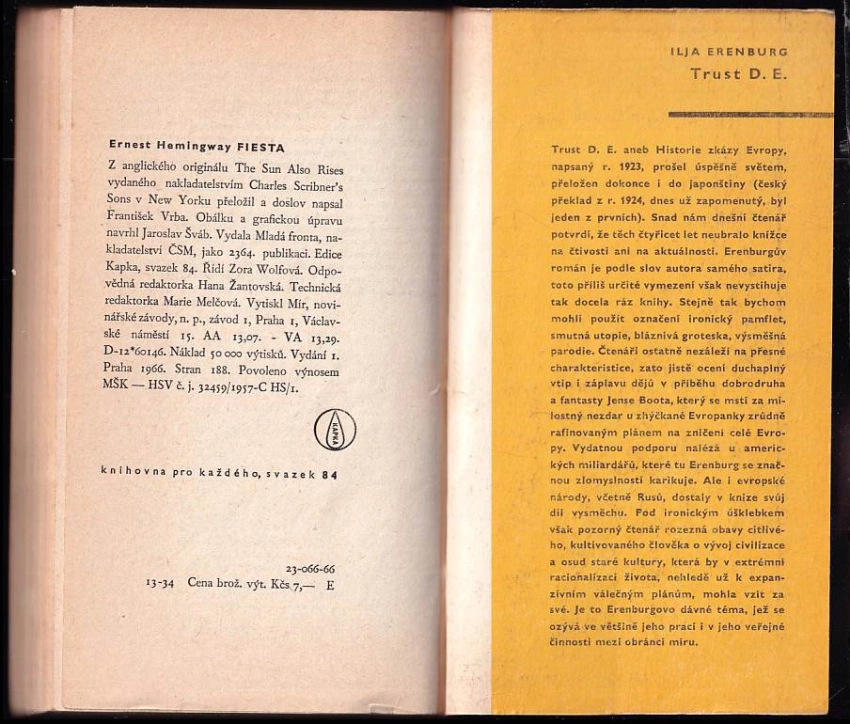 Ernest Hemingway FIESTA
Z anglického originálu The Sun Also Rises
vydaného nakladatelstvím Charles Scribner's
Sons v New Yorku přeložil a doslov napsal
František Vrba. Obálku a grafickou úpravu
navrhl Jaroslav Šváb. Vydala Mladá fronta, na-
kladatelství ČSM, jako 2364. publikaci. Edice
Kapka, svazek 84. Řídí Zora Wolfová. Odpo-
vědná redaktorka Hana Žantovská. Technická
redaktorka Marie Melčová. Vytiskl Mír, novi-
nářské závody, n. p., závod 1, Praha 1, Václav-
ské náměstí 15. AA 13,07. - VA 13,29.
D-12*60146. Náklad 50 000 výtisků. Vydání 1.
Praha 1966. Stran 188. Povoleno výnosem
MŠK — HSV č. j. 32459/1957-C HS/1.
KAPKA
knihovna pro každého, svazek 84
23-066-66
13-34 Cena brož. výt. Kčs 7,— E
ILJA ERENBURG
Trust D. E.
Trust D. E. aneb Historie zkázy Evropy,
napsaný r. 1923, prošel úspěšně světem,
přeložen dokonce i do japonštiny (český
překlad z r. 1924, dnes už zapomenutý, byl
jeden z prvních). Snad nám dnešní čtenář
potvrdí, že těch čtyřicet let neubralo knížce
na čtivosti ani na aktuálnosti. Erenburgův
román je podle slov autora samého satira,
toto příliš určité vymezení však nevystihuje
tak docela ráz knihy. Stejně tak bychom
mohli použít označení ironický pamflet,
smutná utopie, bláznivá groteska, výsměšná
parodie. Čtenáři ostatně nezáleží na přesné
charakteristice, zato jistě ocení duchaplný
vtip i záplavu dějů v příběhu dobrodruha
a fantasty Jense Boota, který se mstí za mi-
lostný nezdar u zhýčkané Evropanky zrůdně
rafinovaným plánem na zničení celé Evro-
py. Vydatnou podporu nalézá u americ-
kých miliardářů, které tu Erenburg se znač-
nou zlomyslností karikuje. Ale i evropské
národy, včetně Rusů, dostaly v knize svůj
díl výsměchu. Pod ironickým úšklebkem
však pozorný čtenář rozezná obavy citlivé-
ho, kultivovaného člověka o vývoj civilizace
a osud staré kultury, která by v extrémní
racionalizaci života, nehledě už k expan-
zívním válečným plánům, mohla vzít za
své. Je to Erenburgovo dávné téma, jež se
ozývá ve většině jeho prací i v jeho veřejné
činnosti mezi obránci míru.